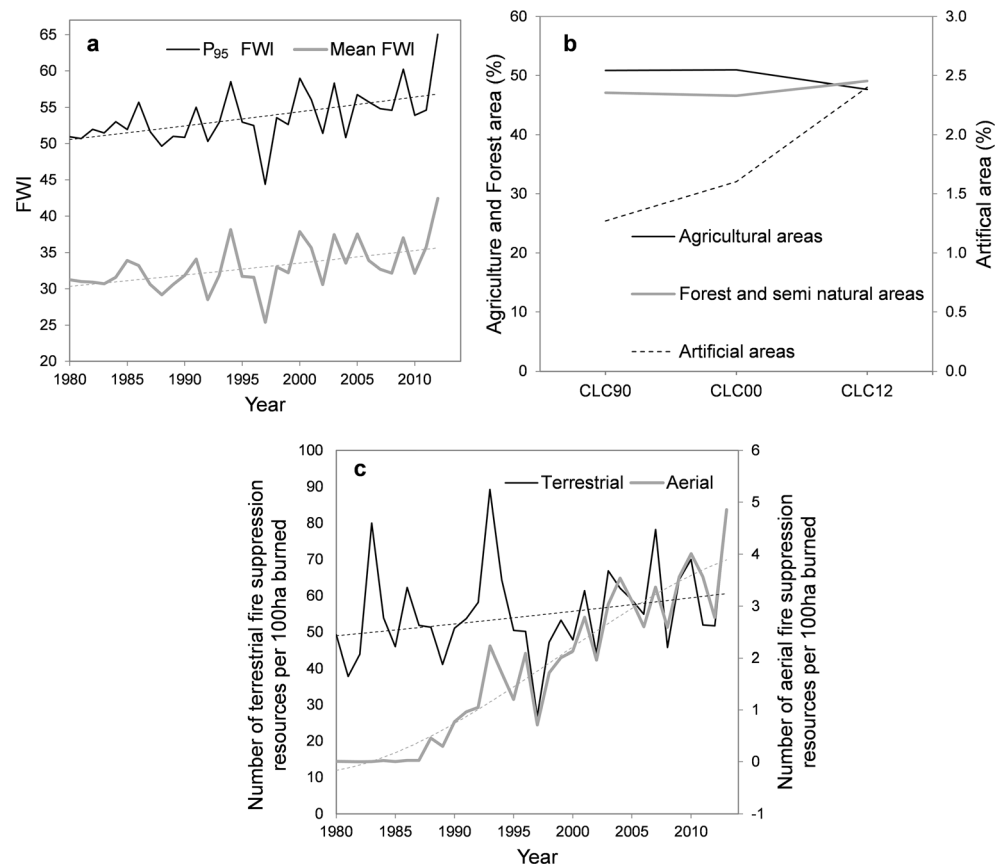 a
P95 FWI
Mean FWI
FWI
65
60
55
50
45
40
35
30
25
20
1980 1985 1990 1995 2000 2005 2010
Year
b
Agriculture and Forest area (%)
60
50
40
30
20
10
0
Agricultural areas
Forest and semi natural areas
Artificial areas
CLC90 CLC00 CLC12
3.0
2.5
2.0
1.5
1.0
0.5
0.0
Artifical area (%)
c
Terrestrial
Aerial
Number of terrestrial fire suppression
resources per 100ha burned
100
90
80
70
60
50
40
30
20
10
0
1980 1985 1990 1995 2000 2005 2010
Year
6
5
4
3
2
1
0
-1
Number of aerial fire suppression
resources per 100ha burned